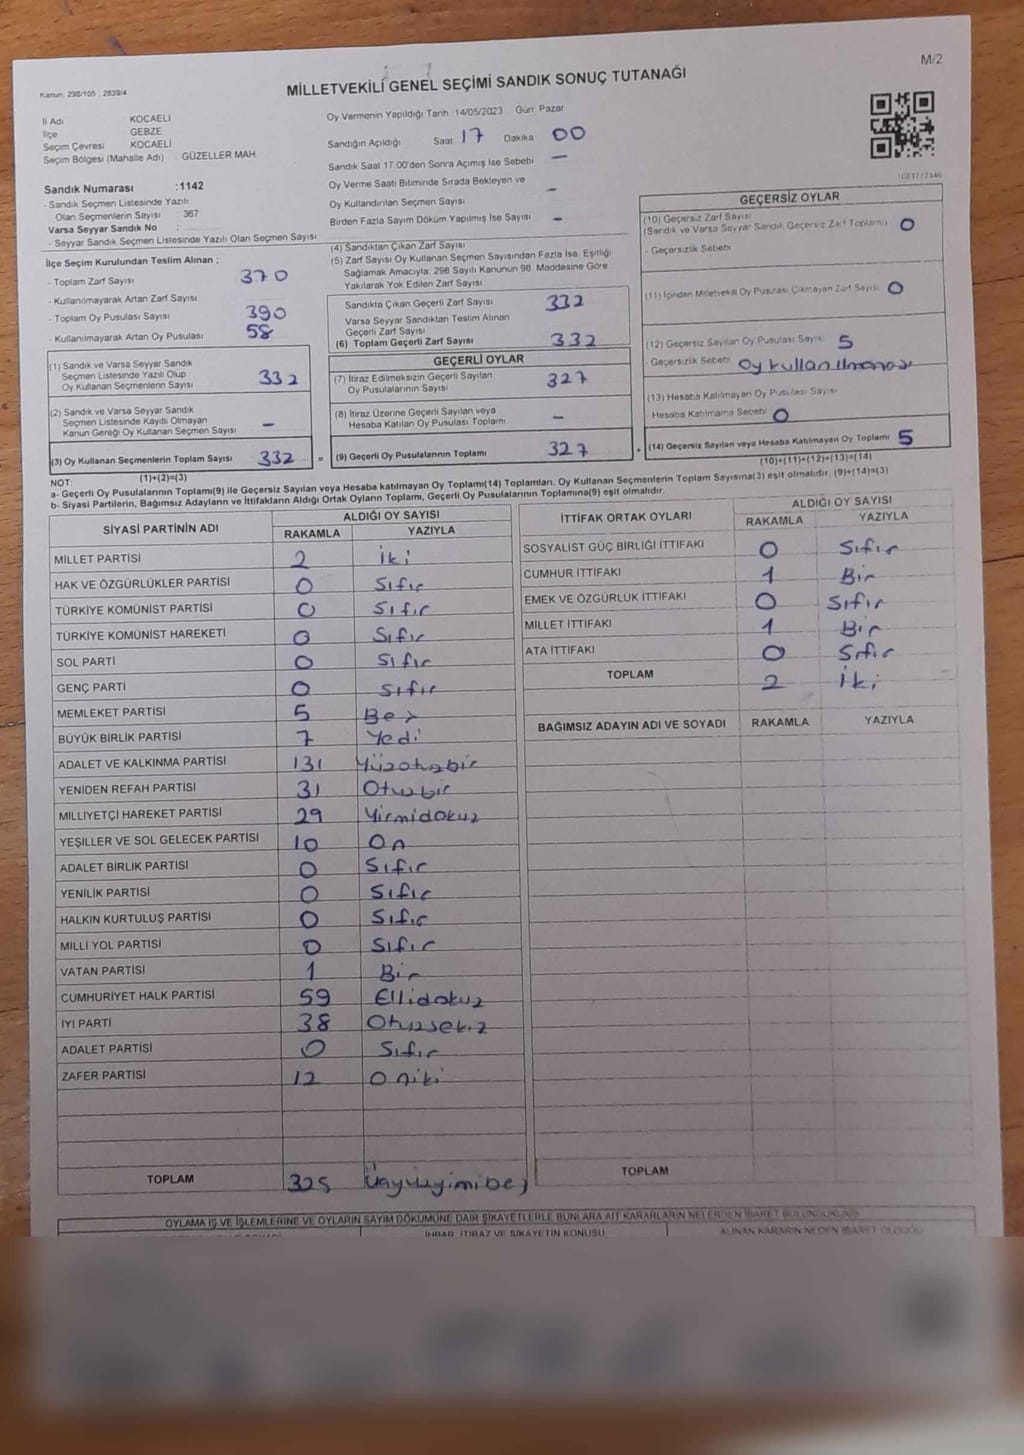 M/2
Kanun: 298/105 , 2839/4
MİLLETVEKİLİ GENEL SEÇİMİ SANDIK SONUÇ TUTANAĞI
İl Adı KOCAELİ
İlçe GEBZE
Seçim Çevresi KOCAELİ
Seçim Bölgesi (Mahalle Adı) GÜZELLER MAH
Sandık Numarası :1142
- Sandık Seçmen Listesinde Yazılı
Olan Seçmenlerin Sayısı : 367
Varsa Seyyar Sandık No :
- Seyyar Sandık Seçmen Listesinde Yazılı Olan Seçmen Sayısı
İlçe Seçim Kurulundan Teslim Alınan ;
- Toplam Zarf Sayısı 370
- Kullanılmayarak Artan Zarf Sayısı
- Toplam Oy Pusulası Sayısı 390
- Kullanılmayarak Artan Oy Pusulası 58
(1) Sandık ve Varsa Seyyar Sandık
Seçmen Listesinde Yazılı Olup
Oy Kullanan Seçmenlerin Sayısı 332
(2) Sandık ve Varsa Seyyar Sandık
Seçmen Listesinde Kayıtlı Olmayan
Kanun Gereği Oy Kullanan Seçmen Sayısı –
(3) Oy Kullanan Seçmenlerin Toplam Sayısı 332 =
(1)+(2)=(3)
Oy Vermenin Yapıldığı Tarih :14/05/2023 Gün: Pazar
Sandığın Açıldığı Saat 17 Dakika 00
Sandık Saat 17:00'den Sonra Açımış İse Sebebi –
Oy Verme Saati Bitiminde Sırada Bekleyen ve
Oy Kullandırılan Seçmen Sayısı –
Birden Fazla Sayım Döküm Yapılmış İse Sayısı –
(4) Sandıktan Çıkan Zarf Sayısı
(5) Zarf Sayısı Oy Kullanan Seçmen Sayısından Fazla İse, Eşitliği
Sağlamak Amacıyla, 298 Sayılı Kanunun 98. Maddesine Göre
Yakılarak Yok Edilen Zarf Sayısı
Sandıkta Çıkan Geçerli Zarf Sayısı 332
Varsa Seyyar Sandıktan Teslim Alınan
Geçerli Zarf Sayısı
(6) Toplam Geçerli Zarf Sayısı 332
GEÇERLİ OYLAR
(7) İtiraz Edilmeksizin Geçerli Sayılan
Oy Pusulalarının Sayısı 327
(8) İtiraz Üzerine Geçerli Sayılan veya
Hesaba Katılan Oy Pusulası Toplamı –
(9) Geçerli Oy Pusulalarının Toplamı 327 +
GEÇERSİZ OYLAR
(10) Geçersiz Zarf Sayısı
(Sandık ve Varsa Seyyar Sandık Geçersiz Zarf Toplamı) 0
- Geçersizlik Sebebi
(11) İçinden Milletvekili Oy Pusulası Çıkmayan Zarf Sayısı 0
(12) Geçersiz Sayılan Oy Pusulası Sayısı 5
- Geçersizlik Sebebi
(13) Hesaba Katılmayan Oy Pusulası Sayısı
Hesaba Katılmama Sebebi 0
(14) Geçersiz Sayılan veya Hesaba Katılmayan Oy Toplamı 5
(10)+(11)+(12)+(13)=(14)
NOT:
a- Geçerli Oy Pusulalarının Toplamı(9) ile Geçersiz Sayılan veya Hesaba katılmayan Oy Toplamı(14) Toplamları, Oy Kullanan Seçmenlerin Toplam Sayısına(3) eşit olmalıdır. (9)+(14)=(3)
b- Siyasi Partilerin, Bağımsız Adayların ve İttifakların Aldığı Ortak Oyların Toplamı, Geçerli Oy Pusulalarının Toplamına(9) eşit olmalıdır.
SİYASİ PARTİNİN ADI ALDIĞI OY SAYISI
RAKAMLA YAZIYLA
MİLLET PARTİSİ 2 iki
HAK VE ÖZGÜRLÜKLER PARTİSİ 0 Sıfır
TÜRKİYE KOMÜNİST PARTİSİ 0 Sıfır
TÜRKİYE KOMÜNİST HAREKETİ 0 Sıfır
SOL PARTİ 0 Sıfır
GENÇ PARTİ 0 Sıfır
MEMLEKET PARTİSİ 5 Beş
BÜYÜK BİRLİK PARTİSİ 7 Yedi
ADALET VE KALKINMA PARTİSİ 131 Yüzotuzbir
YENİDEN REFAH PARTİSİ 31 Otuzbir
MİLLİYETÇİ HAREKET PARTİSİ 29 Yirmidokuz
YEŞİLLER VE SOL GELECEK PARTİSİ 10 On
ADALET BİRLİK PARTİSİ 0 Sıfır
YENİLİK PARTİSİ 0 Sıfır
HALKIN KURTULUŞ PARTİSİ 0 Sıfır
MİLLİ YOL PARTİSİ 0 Sıfır
VATAN PARTİSİ 1 Bir
CUMHURİYET HALK PARTİSİ 59 Ellidokuz
İYİ PARTİ 38 Otuzsekiz
ADALET PARTİSİ 0 Sıfır
ZAFER PARTİSİ 12 Oniki
TOPLAM 325
İTTİFAK ORTAK OYLARI ALDIĞI OY SAYISI
RAKAMLA YAZIYLA
SOSYALİST GÜÇ BİRLİĞİ İTTİFAKI 0 Sıfır
CUMHUR İTTİFAKI 1 Bir
EMEK VE ÖZGÜRLÜK İTTİFAKI 0 Sıfır
MİLLET İTTİFAKI 1 Bir
ATA İTTİFAKI 0 Sıfır
TOPLAM 2 iki
BAĞIMSIZ ADAYIN ADI VE SOYADI RAKAMLA YAZIYLA
TOPLAM
OYLAMA İŞ VE İŞLEMLERİNE VE OYLARIN SAYIM DÖKÜMÜNE DAİR ŞİKAYETLERLE BUNLARA AİT KARARLARIN NELERDEN İBARET BULUNDUKLARI
İHBAR, İTİRAZ VE ŞİKAYETİN KONUSU
ALINAN KARARIN NEDEN İBARET OLDUĞU